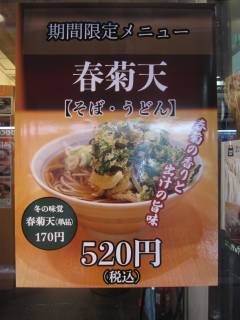 期間限定メニュー
春菊天
【そば・うどん】
春菊の香りと
生汁の旨味
冬の味覚
春菊天(単品)
170円
520円
(税込)